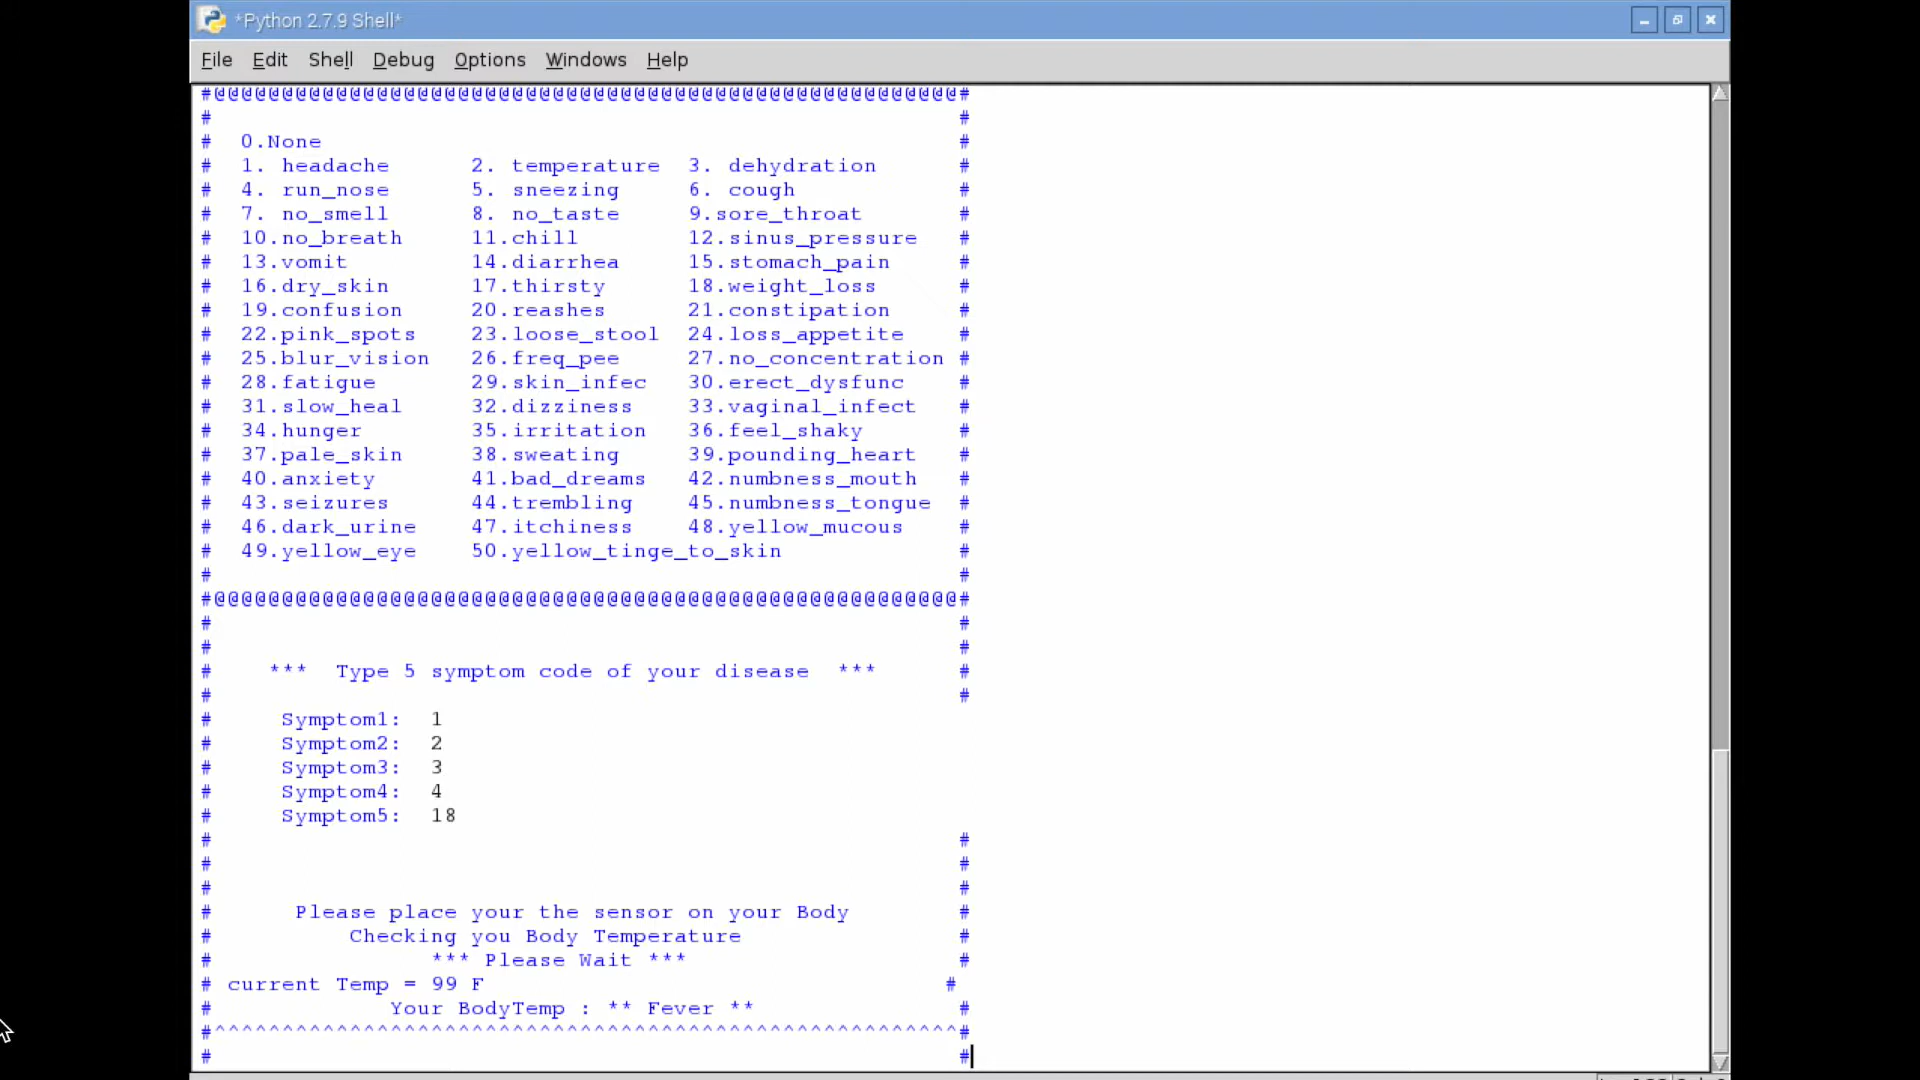 *Python 2.7.9 Shell*
File Edit Shell Debug Options Windows Help
#@@@@@@@@@@@@@@@@@@@@@@@@@@@@@@@@@@@@@@@@@@@@@@@@@@@@@@@#
# #
# 0.None #
# 1. headache 2. temperature 3. dehydration #
# 4. run_nose 5. sneezing 6. cough #
# 7. no_smell 8. no_taste 9.sore_throat #
# 10.no_breath 11.chill 12.sinus_pressure #
# 13.vomit 14.diarrhea 15.stomach_pain #
# 16.dry_skin 17.thirsty 18.weight_loss #
# 19.confusion 20.reashes 21.constipation #
# 22.pink_spots 23.loose_stool 24.loss_appetite #
# 25.blur_vision 26.freq_pee 27.no_concentration #
# 28.fatigue 29.skin_infec 30.erect_dysfunc #
# 31.slow_heal 32.dizziness 33.vaginal_infect #
# 34.hunger 35.irritation 36.feel_shaky #
# 37.pale_skin 38.sweating 39.pounding_heart #
# 40.anxiety 41.bad_dreams 42.numbness_mouth #
# 43.seizures 44.trembling 45.numbness_tongue #
# 46.dark_urine 47.itchiness 48.yellow_mucous #
# 49.yellow_eye 50.yellow_tinge_to_skin #
# #
#@@@@@@@@@@@@@@@@@@@@@@@@@@@@@@@@@@@@@@@@@@@@@@@@@@@@@@@#
# #
# #
# *** Type 5 symptom code of your disease *** #
# #
# Symptom1: 1
# Symptom2: 2
# Symptom3: 3
# Symptom4: 4
# Symptom5: 18
# #
# #
# #
# Please place your the sensor on your Body #
# Checking you Body Temperature #
# *** Please Wait *** #
# current Temp = 99 F #
# Your BodyTemp : ** Fever ** #
#^^^^^^^^^^^^^^^^^^^^^^^^^^^^^^^^^^^^^^^^^^^^^^^^^^^^^^^#
# #